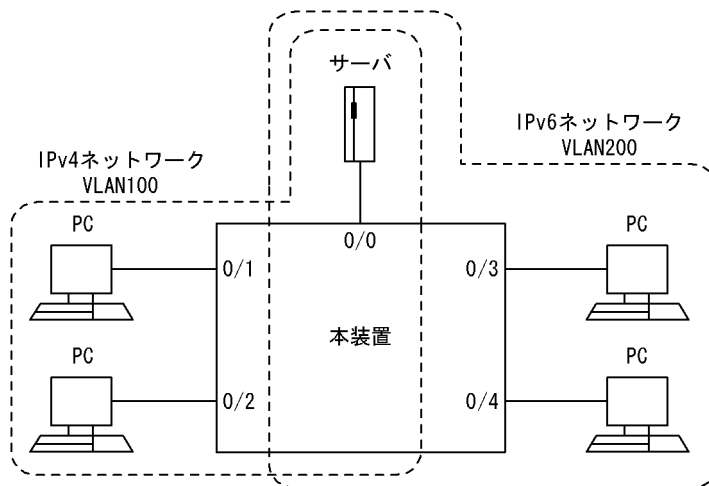 サーバ
IPv4ネットワーク
VLAN100
IPv6ネットワーク
VLAN200
PC
0/0
PC
0/1
0/3
本装置
PC
PC
0/2
0/4